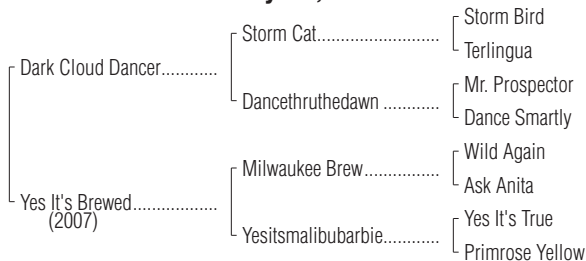 Storm Bird
Storm Cat..................
Terlingua
Dark Cloud Dancer............
Mr. Prospector
Dancethruthedawn ............
Dance Smartly
Wild Again
Milwaukee Brew................
Ask Anita
Yes It's Brewed..................
(2007)
Yes It's True
Yesitsmalibubarbie............
Primrose Yellow